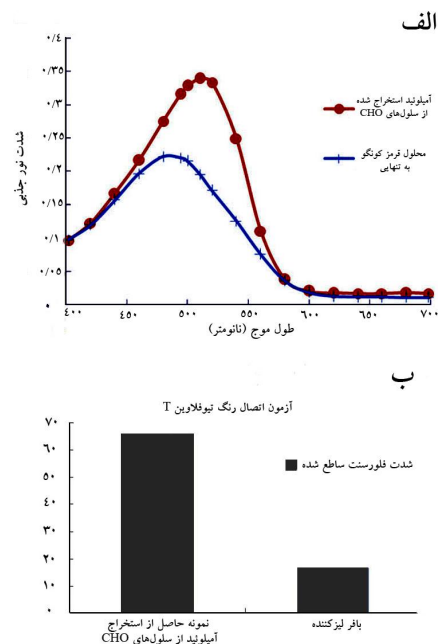 الف
۰/۴
۰/۳۵
۰/۳
۰/۲۵
۰/۲
۰/۱۵
۰/۱
۰/۰۵
۰
شدت نور جذبی
آمیلوئید استخراج شده
از سلول‌های CHO
محلول قرمز کونگو
به تنهایی
۴۰۰ ۴۵۰ ۵۰۰ ۵۵۰ ۶۰۰ ۶۵۰ ۷۰۰
طول موج (نانومتر)
ب
آزمون اتصال رنگ تیوفلاوین T
۷۰
۶۰
۵۰
۴۰
۳۰
۲۰
۱۰
۰
شدت فلورسنت ساطع شده
نمونه حاصل از استخراج
آمیلوئید از سلول‌های CHO
بافر لیزکننده